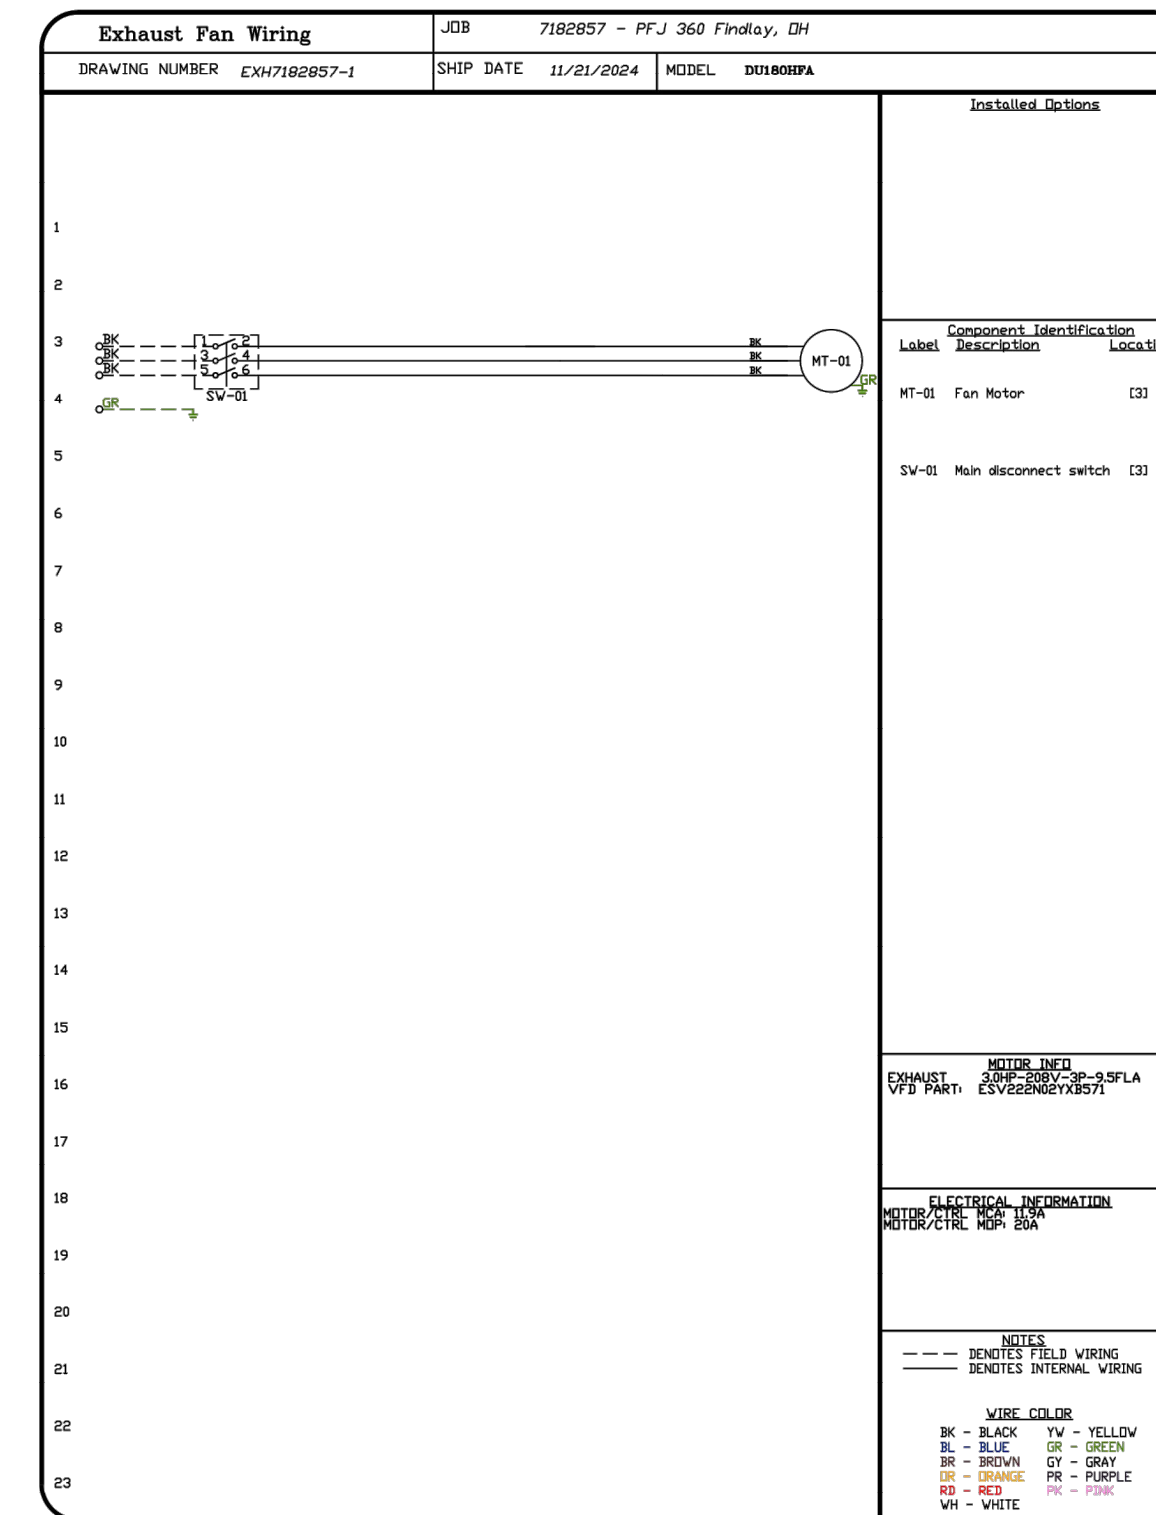 Exhaust Fan Wiring
JOB 7182857 - PFJ 360 Findlay, OH
DRAWING NUMBER EXH7182857-1
SHIP DATE 11/21/2024
MODEL DU180HFA
Installed Options
1
2
3
BK 1 2 BK
BK 3 4 BK
BK 5 6 BK
MT-01
GR
SW-01
4
GR
5
6
7
8
9
10
11
12
13
14
15
16
17
18
19
20
21
22
23
Component Identification
Label Description Locati
MT-01 Fan Motor [3]
SW-01 Main disconnect switch [3]
MOTOR INFO
EXHAUST 3.0HP-208V-3P-9.5FLA
VFD PART: ESV222N02YXB571
ELECTRICAL INFORMATION
MOTOR/CTRL MCA: 11.9A
MOTOR/CTRL MOP: 20A
NOTES
DENOTES FIELD WIRING
DENOTES INTERNAL WIRING
WIRE COLOR
BK - BLACK YW - YELLOW
BL - BLUE GR - GREEN
BR - BROWN GY - GRAY
OR - ORANGE PR - PURPLE
RD - RED PK - PINK
WH - WHITE